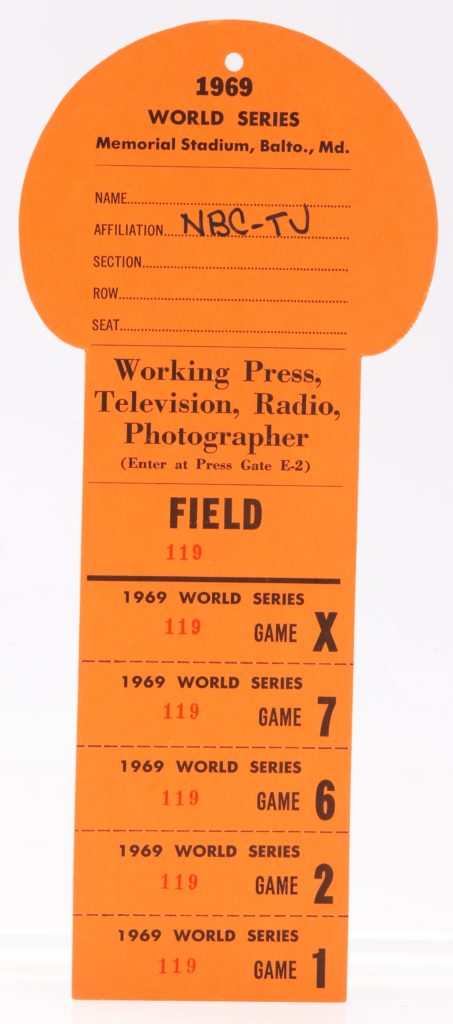 1969
WORLD SERIES
Memorial Stadium, Balto., Md.
NAME
AFFILIATION NBC-TV
SECTION
ROW
SEAT
Working Press,
Television, Radio,
Photographer
(Enter at Press Gate E-2)
FIELD
119
1969 WORLD SERIES
119 GAME X
1969 WORLD SERIES
119 GAME 7
1969 WORLD SERIES
119 GAME 6
1969 WORLD SERIES
119 GAME 2
1969 WORLD SERIES
119 GAME 1